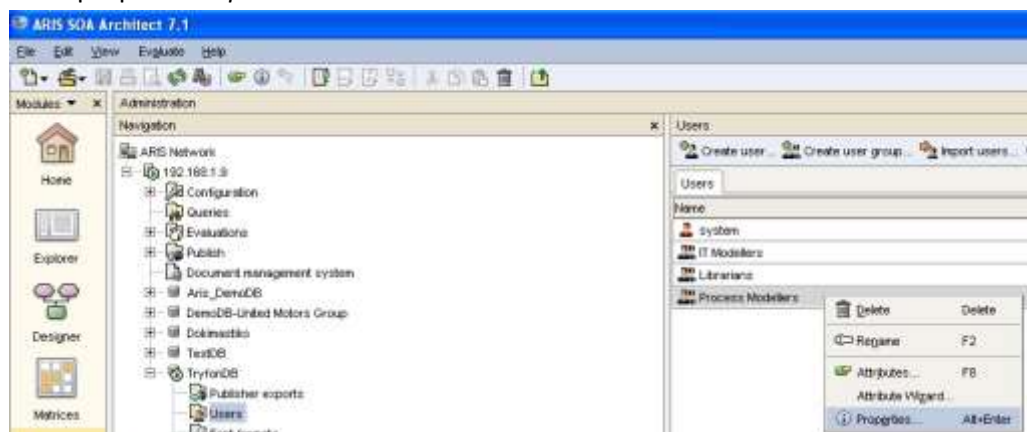 ARIS SOA Architect 7.1
File Edit View Evaluate Help
Modules
Administration
Navigation
Users
ARIS Network
Create user... Create user group... Import users...
192.168.1.9
Home
Configuration
Users
Queries
Name
Evaluations
system
Explorer
Publish
IT Modellers
Document management system
Librarians
Aris_DemoDB
Process Modellers
Delete Delete
DemoDB-United Motors Group
Designer
Dokimastiko
Rename F2
TestDB
Attributes... F8
TryfonDB
Attribute Wizard...
Publisher exports
Matrices
Users
Properties... Alt+Enter